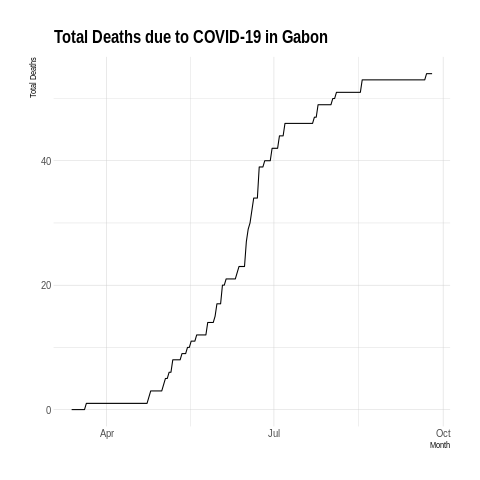 Total Deaths due to COVID-19 in Gabon
Total Deaths
40
20
0
Apr
Jul
Oct
Month